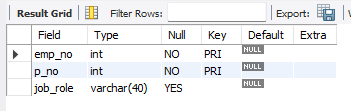 Result Grid Filter Rows: Export:
Field Type Null Key Default Extra
emp_no int NO PRI NULL
p_no int NO PRI NULL
job_role varchar(40) YES NULL